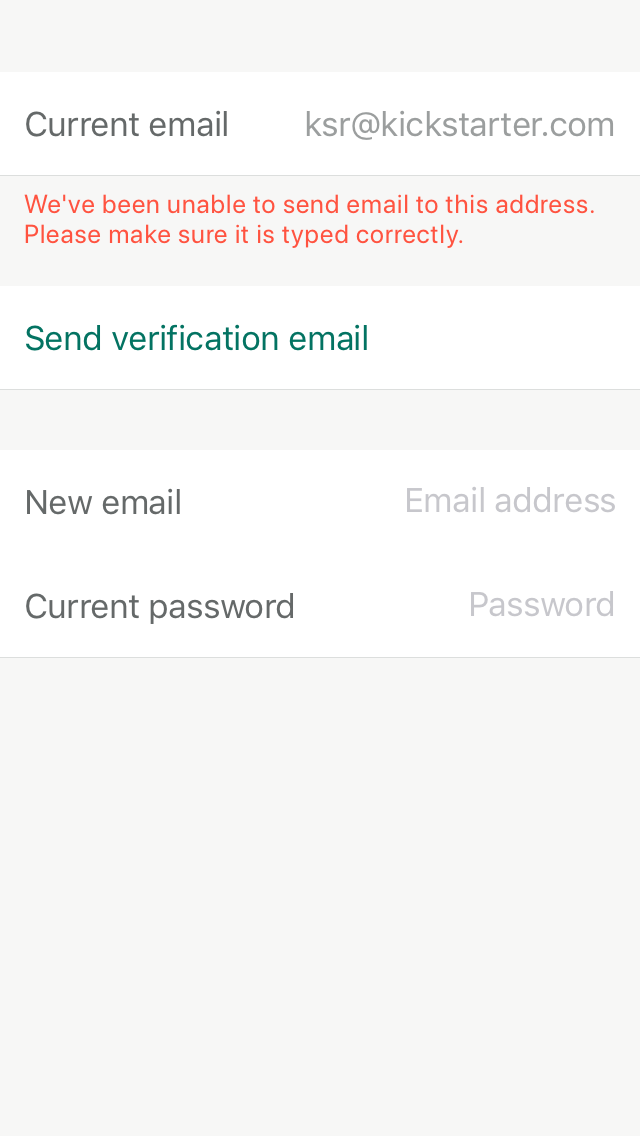 Current email ksr@kickstarter.com
We've been unable to send email to this address.
Please make sure it is typed correctly.
Send verification email
New email Email address
Current password Password